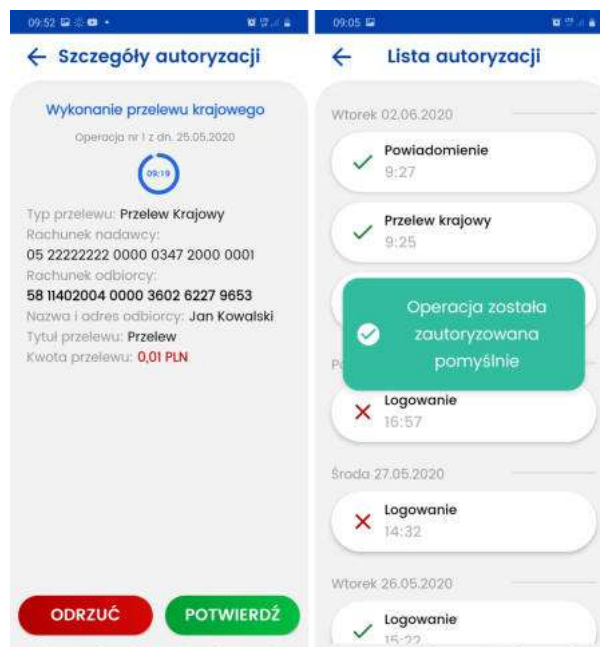 09:52
← Szczegóły autoryzacji
Wykonanie przelewu krajowego
Operacja nr 1 z dn. 25.05.2020
09:19
Typ przelewu: Przelew Krajowy
Rachunek nadawcy:
05 22222222 0000 0347 2000 0001
Rachunek odbiorcy:
58 11402004 0000 3602 6227 9653
Nazwa i adres odbiorcy: Jan Kowalski
Tytuł przelewu: Przelew
Kwota przelewu: 0,01 PLN
ODRZUĆ
POTWIERDŹ
09:05
← Lista autoryzacji
Wtorek 02.06.2020
Powiadomienie
9:27
Przelew krajowy
9:25
Operacja została
zautoryzowana
pomyślnie
Logowanie
16:57
Środa 27.05.2020
Logowanie
14:32
Wtorek 26.05.2020
Logowanie
15:22